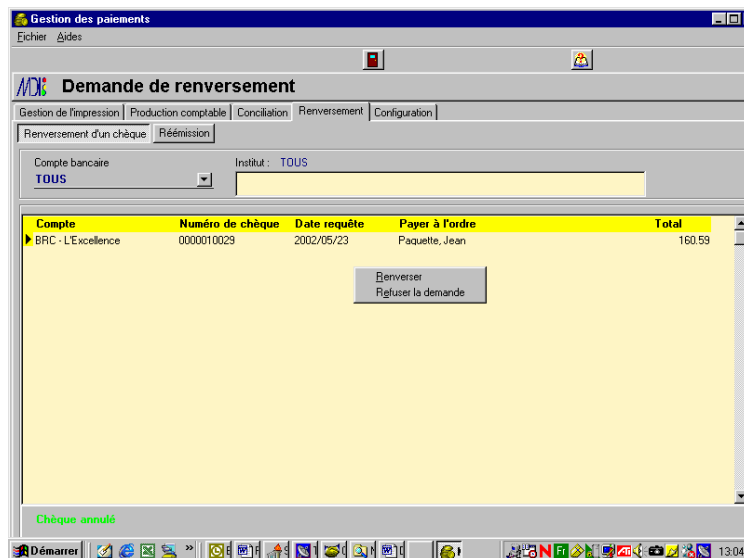 Gestion des paiements
Fichier Aides
MDI Demande de renversement
Gestion de l'impression Production comptable Conciliation Renversement Configuration
Renversement d'un chèque Réémission
Compte bancaire Institut : TOUS
TOUS
Compte Numéro de chèque Date requête Payer à l'ordre Total
BRC - L'Excellence 0000010029 2002/05/23 Paquette, Jean 160.59
Renverser
Refuser la demande
Chèque annulé
Démarrer » 13:04